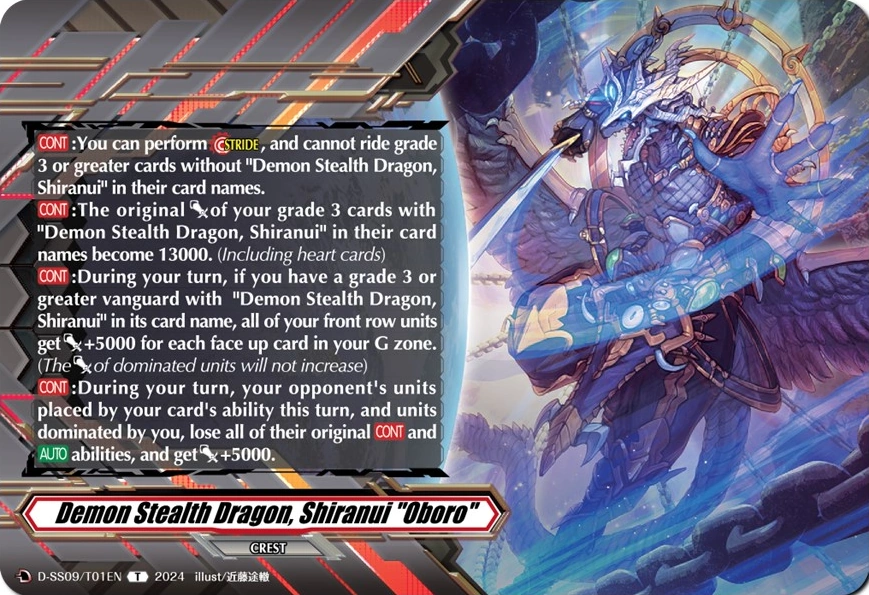 CONT :You can perform STRIDE, and cannot ride grade
3 or greater cards without "Demon Stealth Dragon,
Shiranui" in their card names.
CONT :The original of your grade 3 cards with
"Demon Stealth Dragon, Shiranui" in their card
names become 13000. (Including heart cards)
CONT :During your turn, if you have a grade 3 or
greater vanguard with "Demon Stealth Dragon,
Shiranui" in its card name, all of your front row units
get +5000 for each face up card in your G zone.
(The of dominated units will not increase)
CONT :During your turn, your opponent's units
placed by your card's ability this turn, and units
dominated by you, lose all of their original CONT and
AUTO abilities, and get +5000.
Demon Stealth Dragon, Shiranui "Oboro"
CREST
D-SS09/T01EN T 2024 illust/近藤途轍